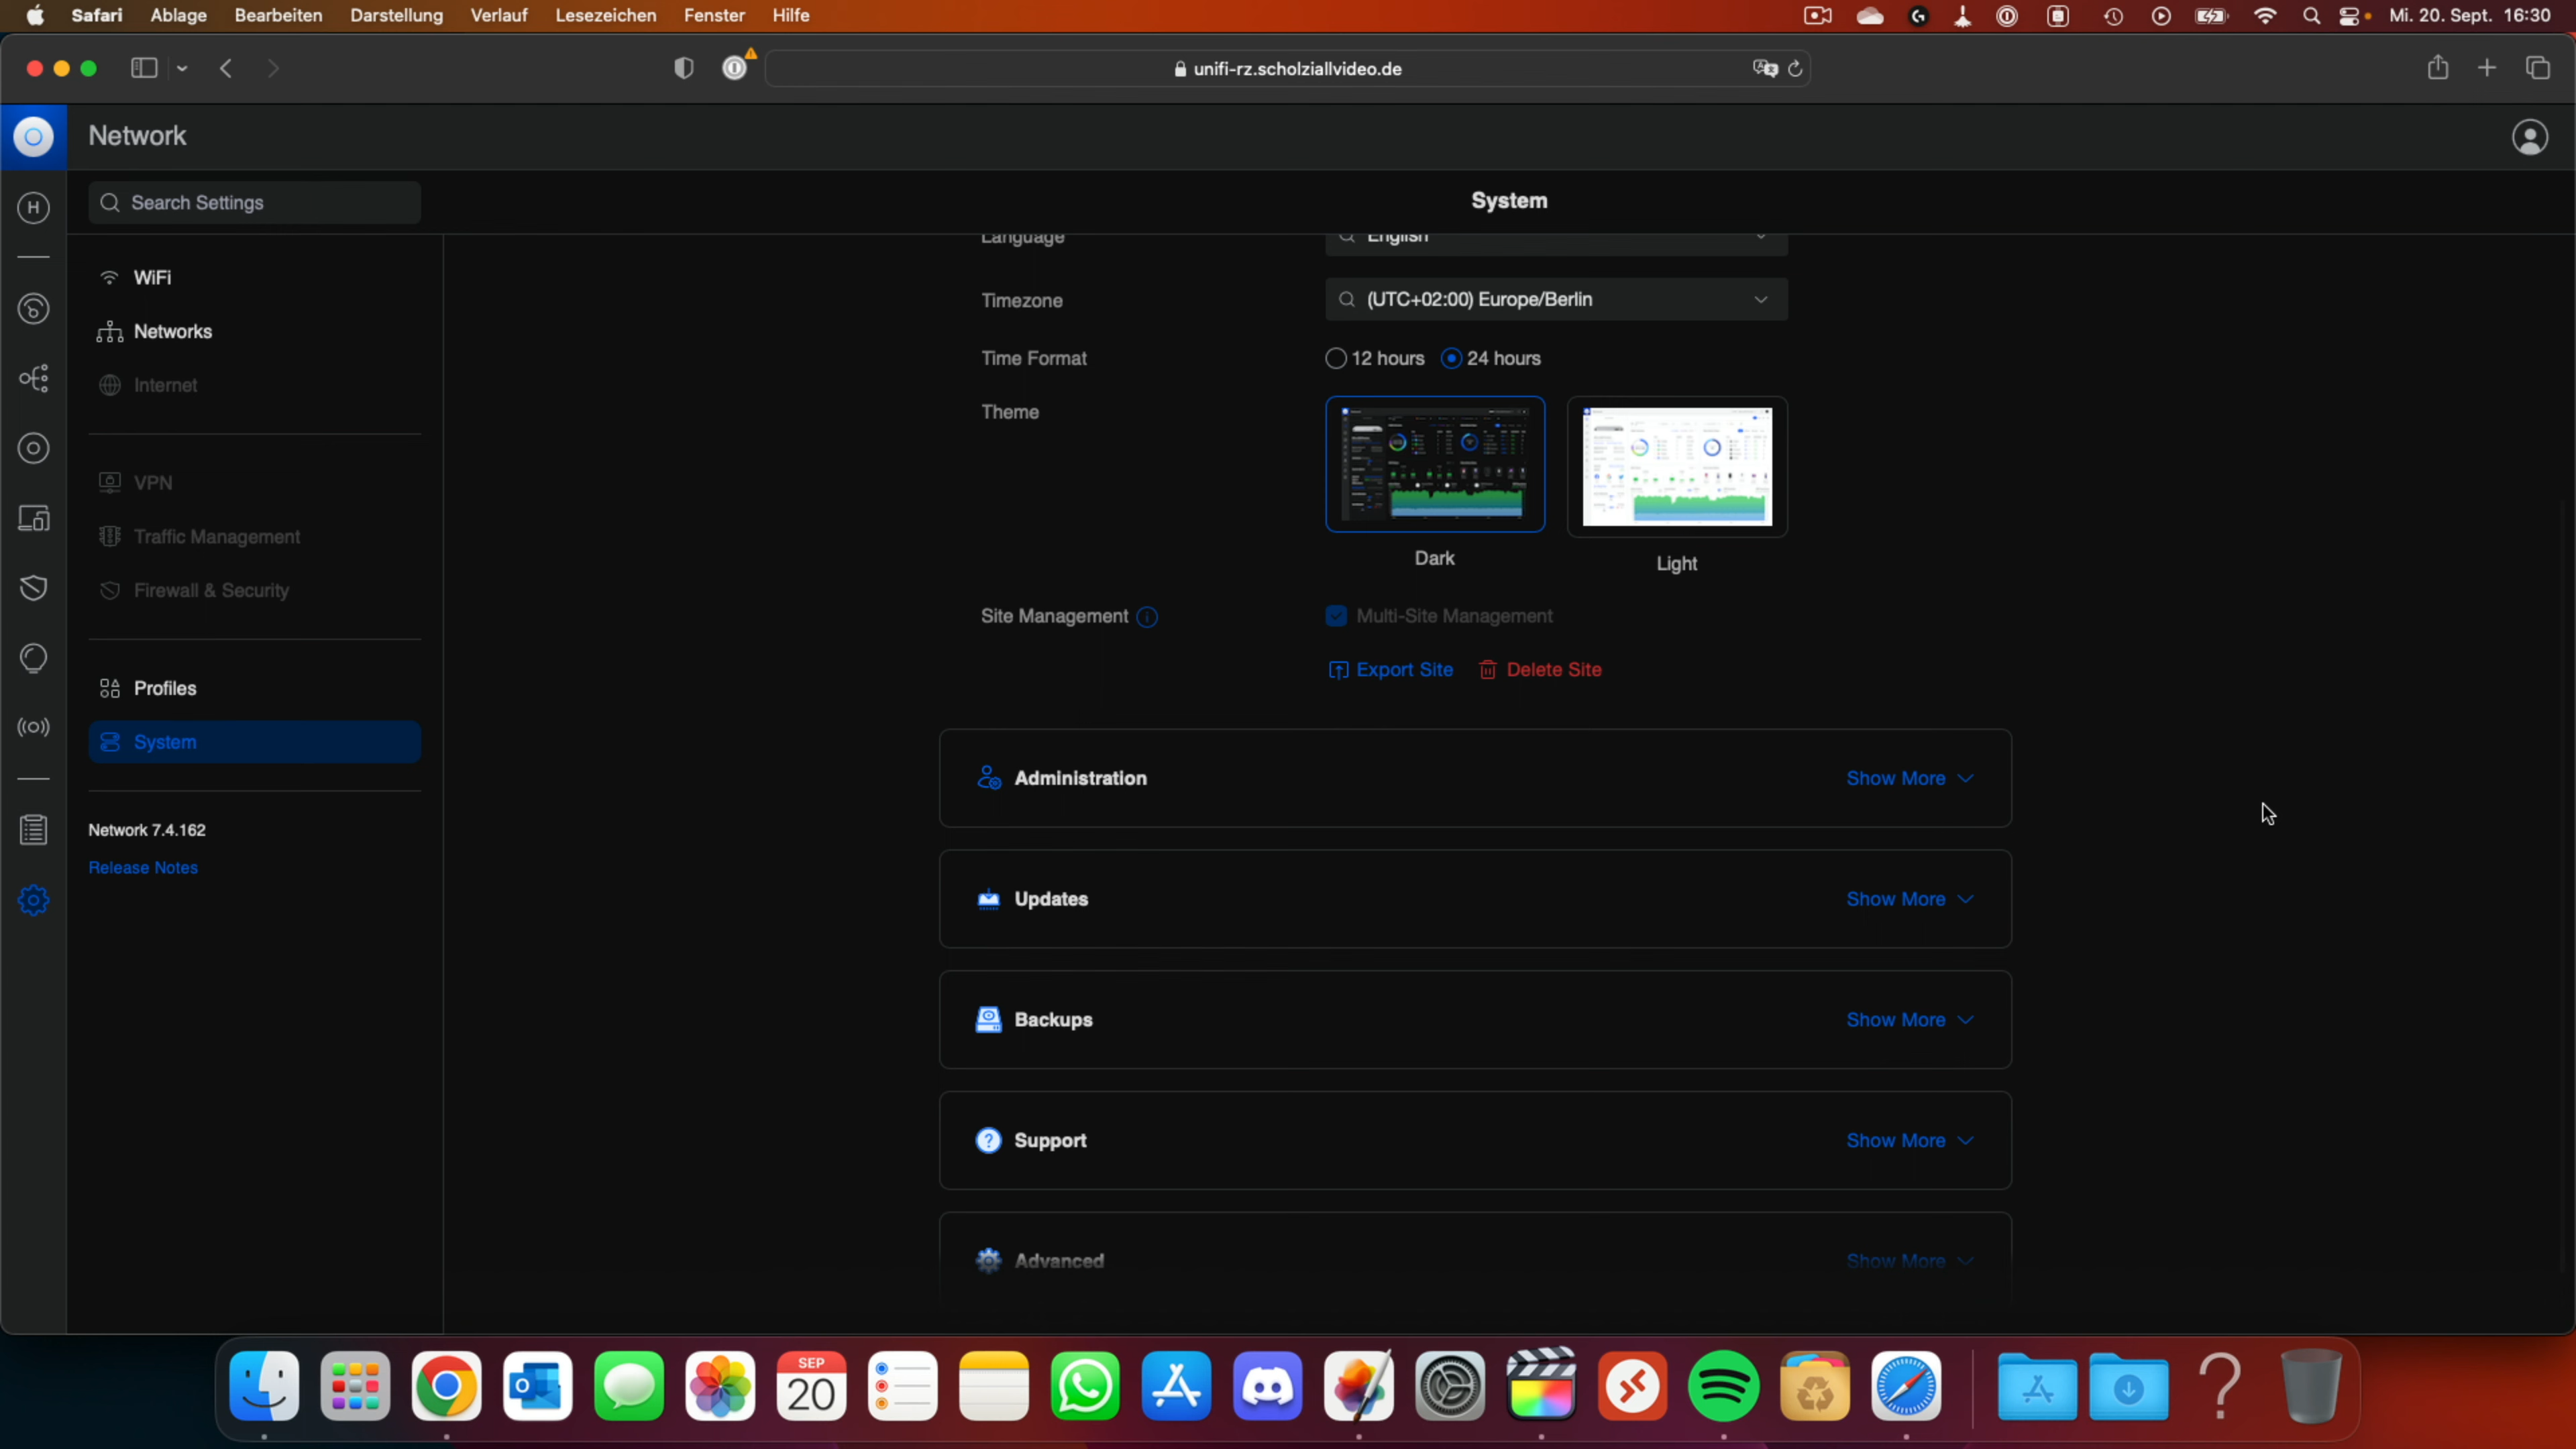 Safari Ablage Bearbeiten Darstellung Verlauf Lesezeichen Fenster Hilfe Mi. 20. Sept. 16:30
unifi-rz.scholziallvideo.de
Network
Search Settings
System
WiFi
Networks
Internet
VPN
Traffic Management
Firewall & Security
Profiles
System
Network 7.4.162
Release Notes
Language English
Timezone (UTC+02:00) Europe/Berlin
Time Format 12 hours 24 hours
Theme
Dark Light
Site Management Multi-Site Management
Export Site Delete Site
Administration Show More
Updates Show More
Backups Show More
Support Show More
Advanced Show More
SEP
20